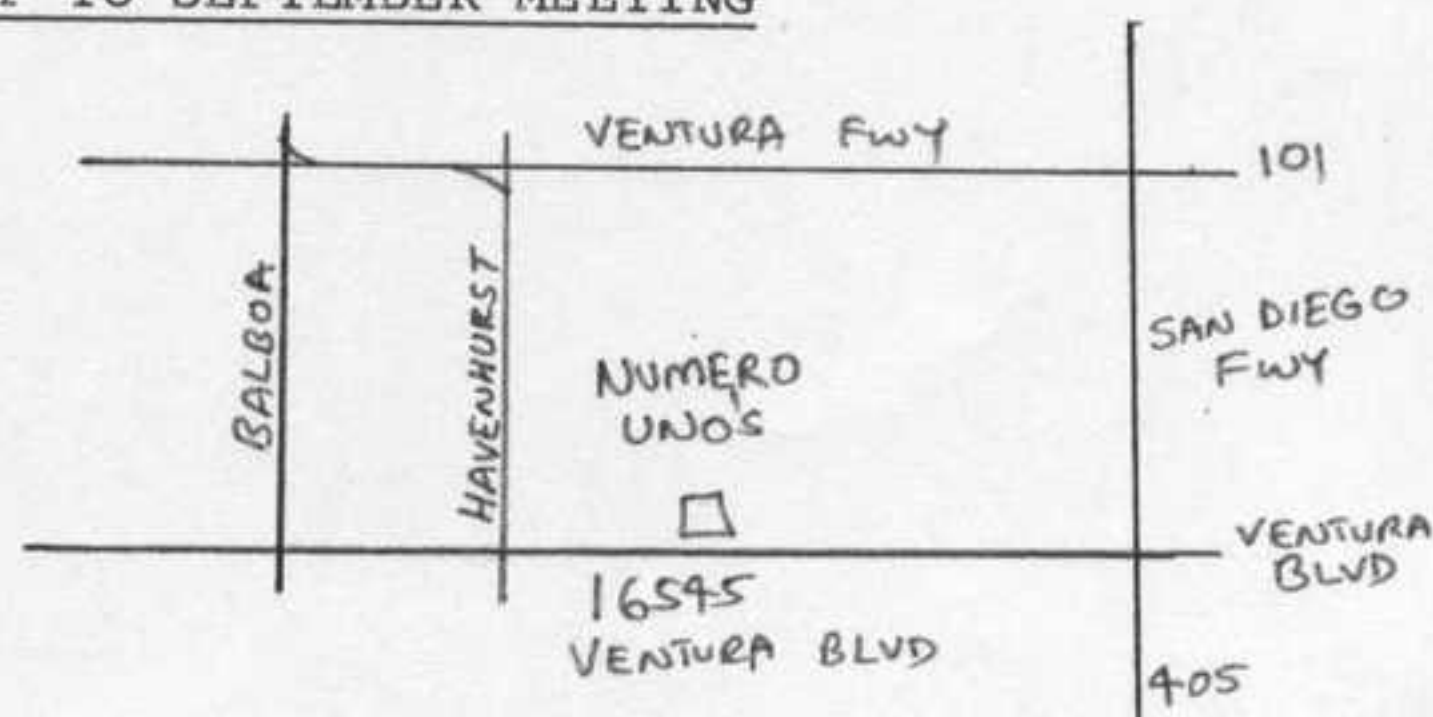 TO SEPTEMBER MEETING
VENTURA FWY
101
BALBOA
HAVENHURST
SAN DIEGO
FWY
NUMERO
UNO'S
VENTURA
BLVD
16545
VENTURA BLVD
405